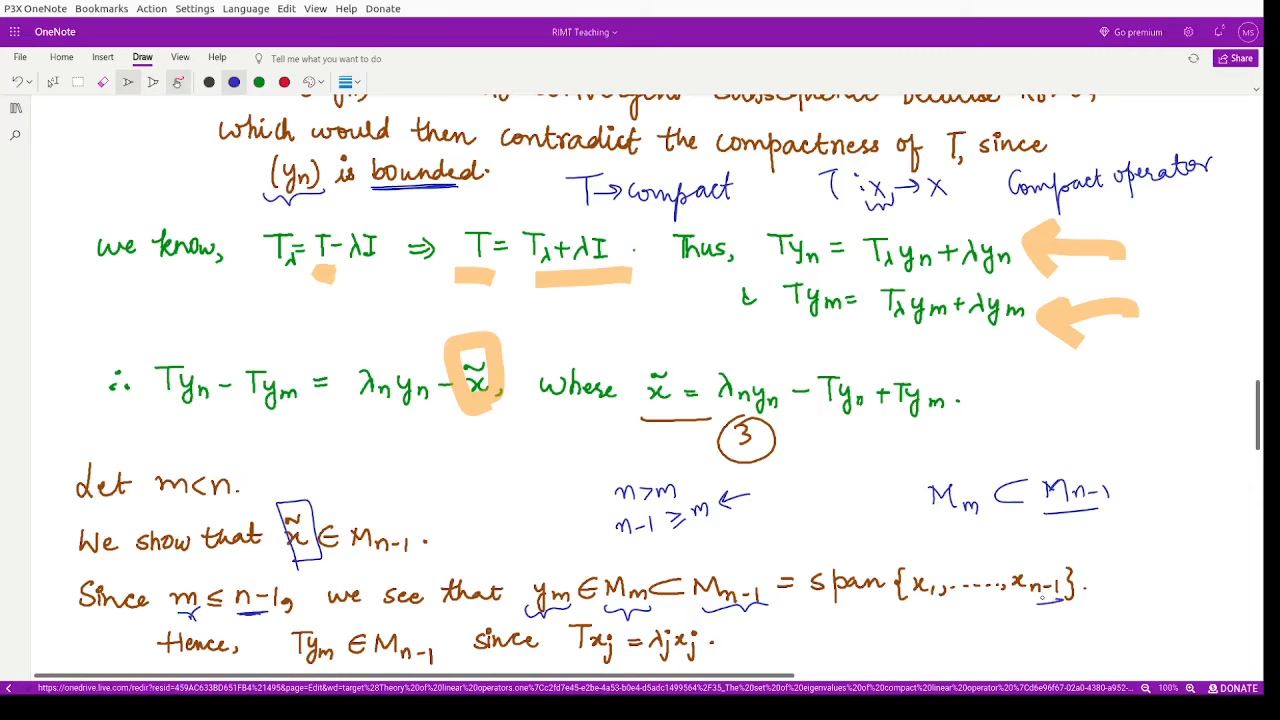 P3X OneNote Bookmarks Action Settings Language Edit View Help Donate
OneNote
RIMT Teaching
Go premium
MS
File Home Insert Draw View Help Tell me what you want to do
Share
convergent subsequence because
which would then contradict the compactness of T, since
(yn) is bounded.
T→compact
T : X → X
Compact operator
we know, Tλ = T-λI ⇒ T = Tλ+λI . Thus, Tyn = Tλyn+λyn
& Tym = Tλym+λym
∴ Tyn - Tym = λnyn - x̃, where x̃ = λnyn - Tyn + Tym.
3
Let m<n.
n>m
n-1 ≥ m ←
Mm ⊂ Mn-1
We show that x̃ ∈ Mn-1.
Since m ≤ n-1, we see that ym ∈ Mm ⊂ Mn-1 = span {x1, ....., xn-1}.
Hence, Tym ∈ Mn-1 since Txj = λjxj.
100%
DONATE